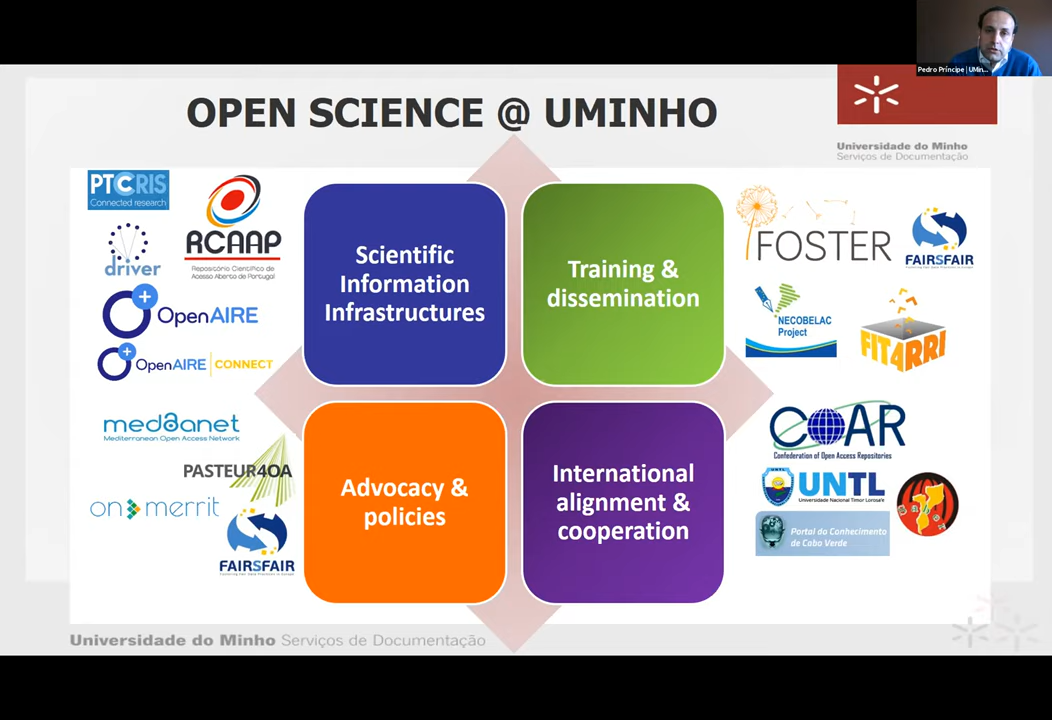 Pedro Príncipe | UMin...
OPEN SCIENCE @ UMINHO
Universidade do Minho
Serviços de Documentação
PTCRIS
Connected research
RCAAP
Repositório Científico de
Acesso Aberto de Portugal
driver
OpenAIRE
OpenAIRE | CONNECT
Scientific
Information
Infrastructures
Training &
dissemination
FOSTER
FAIRSFAIR
NECOBELAC
Project
FIT4RRI
medoanet
Mediterranean Open Access Network
PASTEUR4OA
on merrit
FAIRSFAIR
Advocacy &
policies
International
alignment &
cooperation
COAR
Confederation of Open Access Repositories
UNTL
UNTL
Universidade Nacional Timor Lorosa'e
Portal do Conhecimento
de Cabo Verde
Universidade do Minho Serviços de Documentação